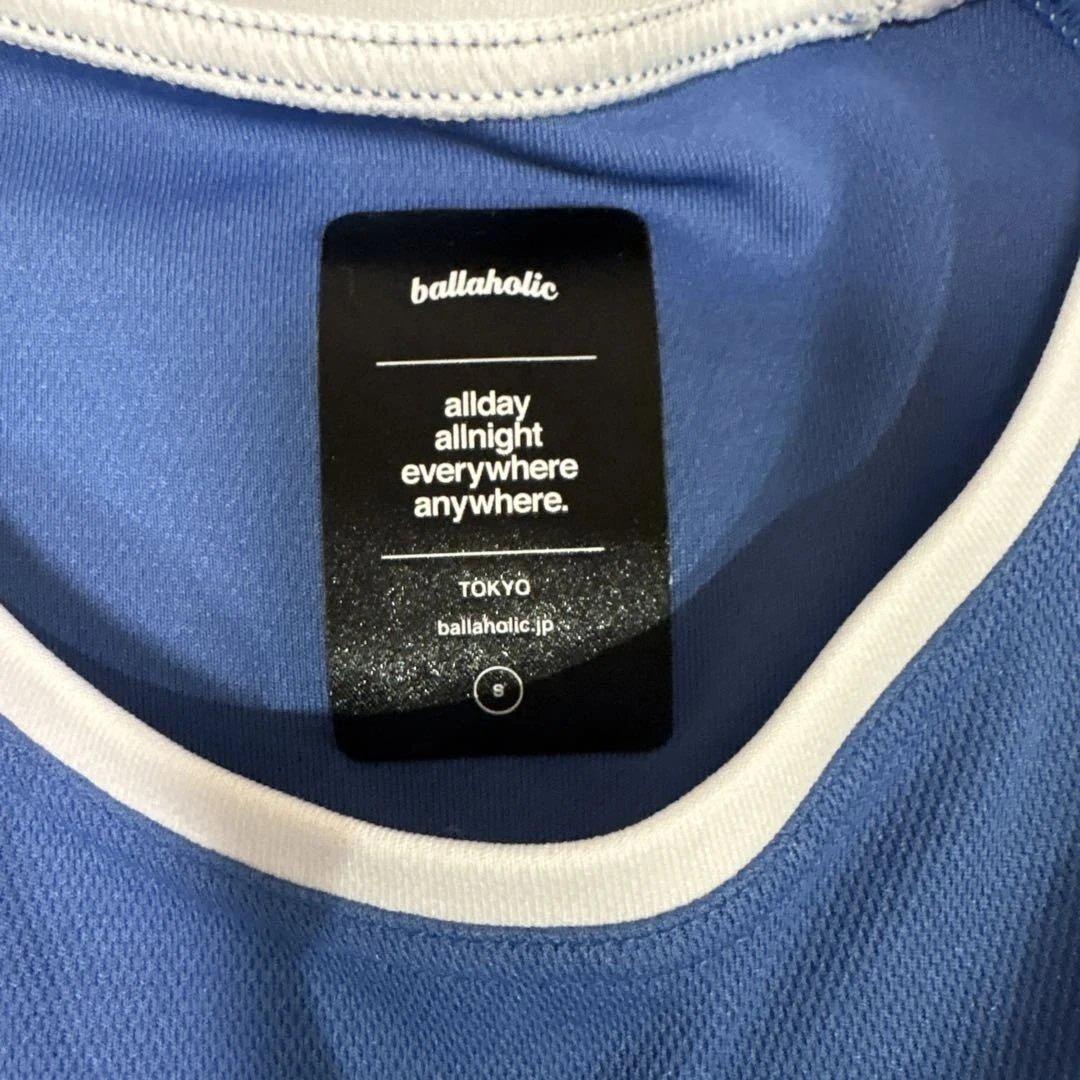 ballaholic
allday
allnight
everywhere
anywhere.
TOKYO
ballaholic.jp
S